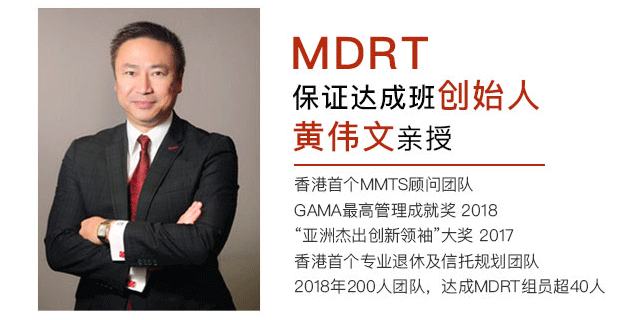 MDRT
保证达成班创始人
黄伟文亲授
香港首个MMTS顾问团队
GAMA最高管理成就奖 2018
“亚洲杰出创新领袖”大奖 2017
香港首个专业退休及信托规划团队
2018年200人团队，达成MDRT组员超40人